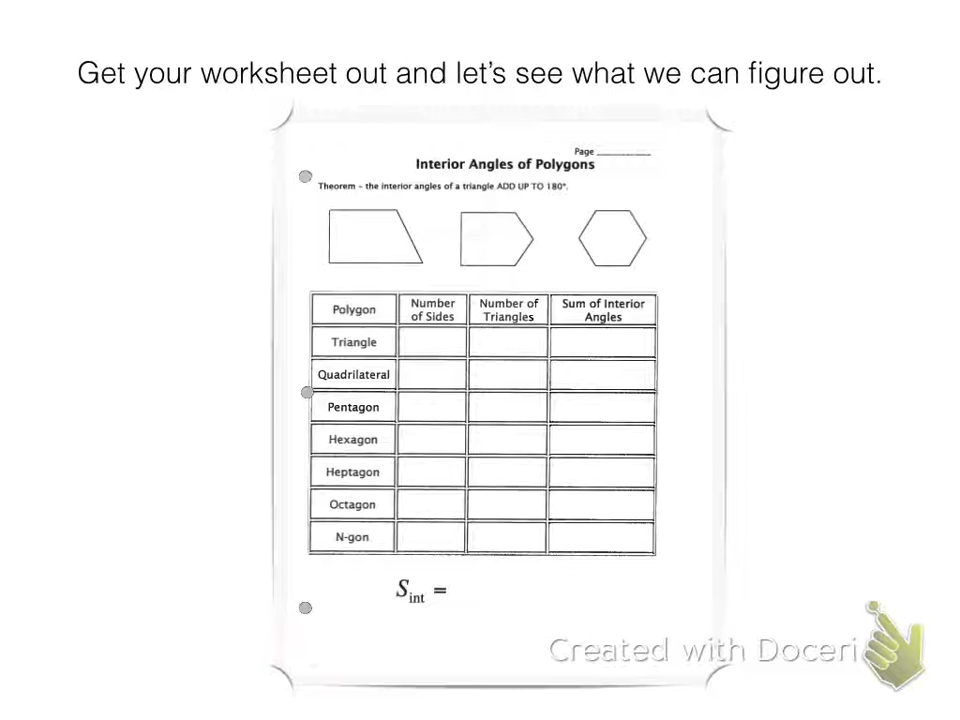 Get your worksheet out and let’s see what we can figure out.
Page
Interior Angles of Polygons
Theorem – the interior angles of a triangle ADD UP TO 180°.
Polygon Number of Sides Number of Triangles Sum of Interior Angles
Triangle
Quadrilateral
Pentagon
Hexagon
Heptagon
Octagon
N-gon
Sint =
Created with Doceri